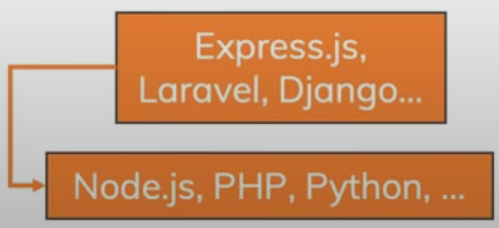 Express.js,
Laravel, Django...
Node.js, PHP, Python, ...